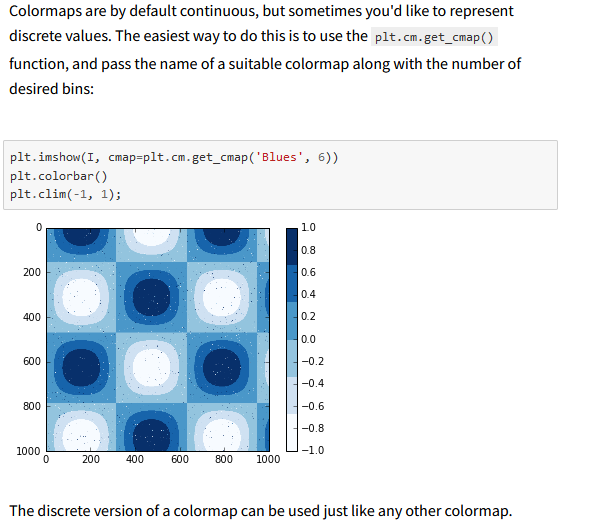 Colormaps are by default continuous, but sometimes you'd like to represent
discrete values. The easiest way to do this is to use the plt.cm.get_cmap()
function, and pass the name of a suitable colormap along with the number of
desired bins:
plt.imshow(I, cmap=plt.cm.get_cmap('Blues', 6))
plt.colorbar()
plt.clim(-1, 1);
0
200
400
600
800
1000
0 200 400 600 800 1000
1.0
0.8
0.6
0.4
0.2
0.0
−0.2
−0.4
−0.6
−0.8
−1.0
The discrete version of a colormap can be used just like any other colormap.